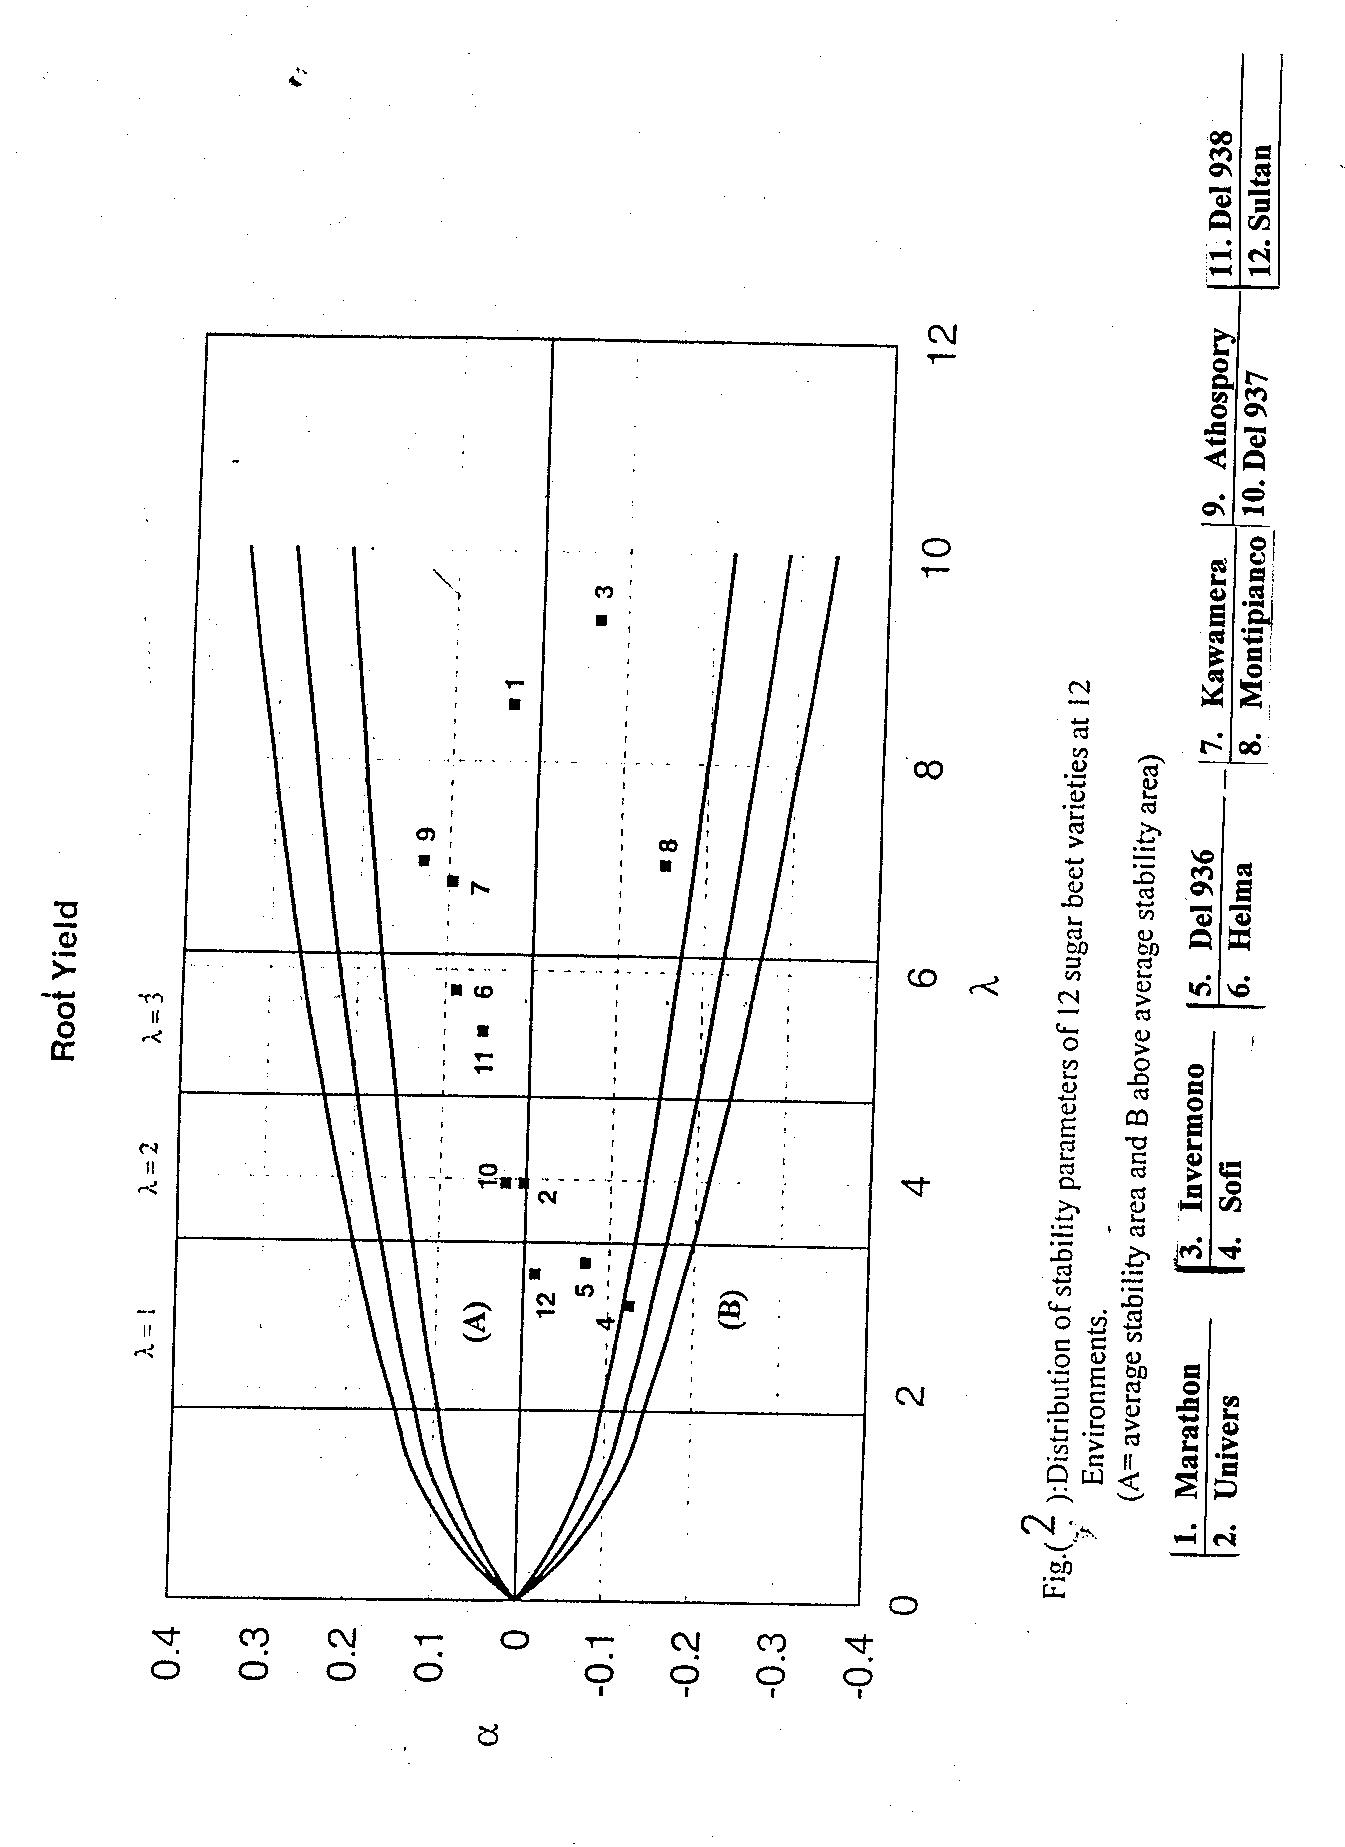 Root Yield
λ=1
λ=2
λ=3
0.4
0.3
0.2
0.1
0
-0.1
-0.2
-0.3
-0.4
α
0
2
4
6
8
10
12
λ
(A)
(B)
1
2
3
4
5
6
7
8
9
10
11
12
Fig.(2):Distribution of stability parameters of 12 sugar beet varieties at 12
Environments.
(A= average stability area and B above average stability area)
1. Marathon
2. Univers
3. Invermono
4. Sofi
5. Del 936
6. Helma
7. Kawamera
8. Montipianco
9. Athospory
10. Del 937
11. Del 938
12. Sultan